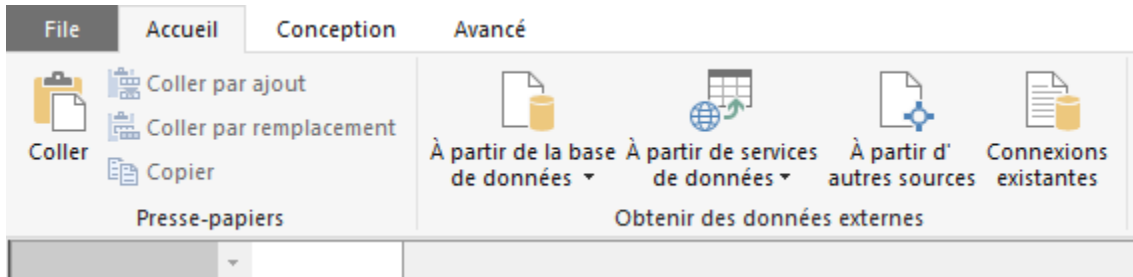 File Accueil Conception Avancé
Coller
Coller par ajout
Coller par remplacement
Copier
Presse-papiers
À partir de la base
de données
À partir de services
de données
À partir d'
autres sources
Connexions
existantes
Obtenir des données externes